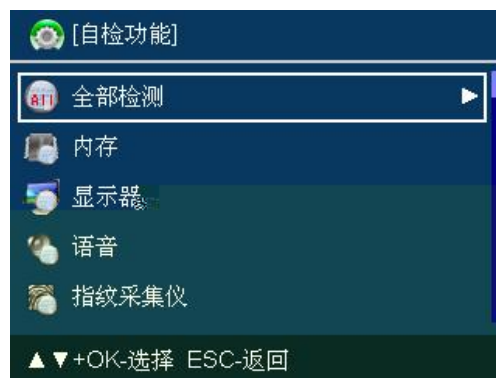 [自检功能]
All 全部检测
内存
显示器
语音
指纹采集仪
▲▼+OK-选择 ESC-返回